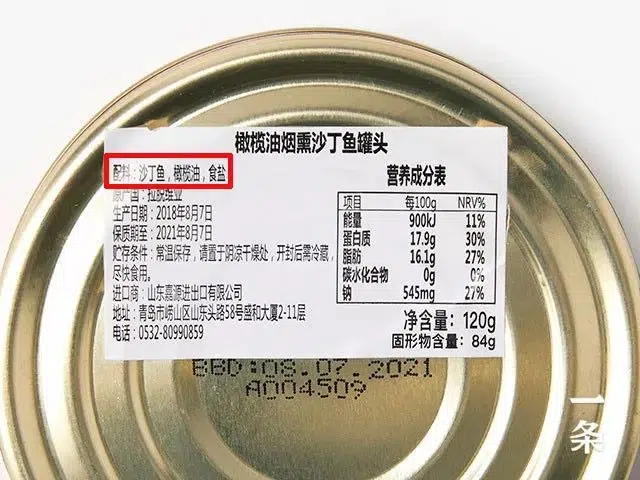 橄榄油烟熏沙丁鱼罐头
配料：沙丁鱼，橄榄油，食盐
原产国：拉脱维亚
生产日期：2018年8月7日
保质期至：2021年8月7日
贮存条件：常温保存，请置于阴凉干燥处，开封后需冷藏，
尽快食用。
进口商：山东嘉源进出口有限公司
地址：青岛市崂山区山东头路58号盛和大厦2-11层
电话：0532-80990859
营养成分表
项目 每100g NRV%
能量 900kJ 11%
蛋白质 17.9g 30%
脂肪 16.1g 27%
碳水化合物 0g 0%
钠 545mg 27%
净含量：120g
固形物含量：84g
BBD:08.07.2021
A004509
一条